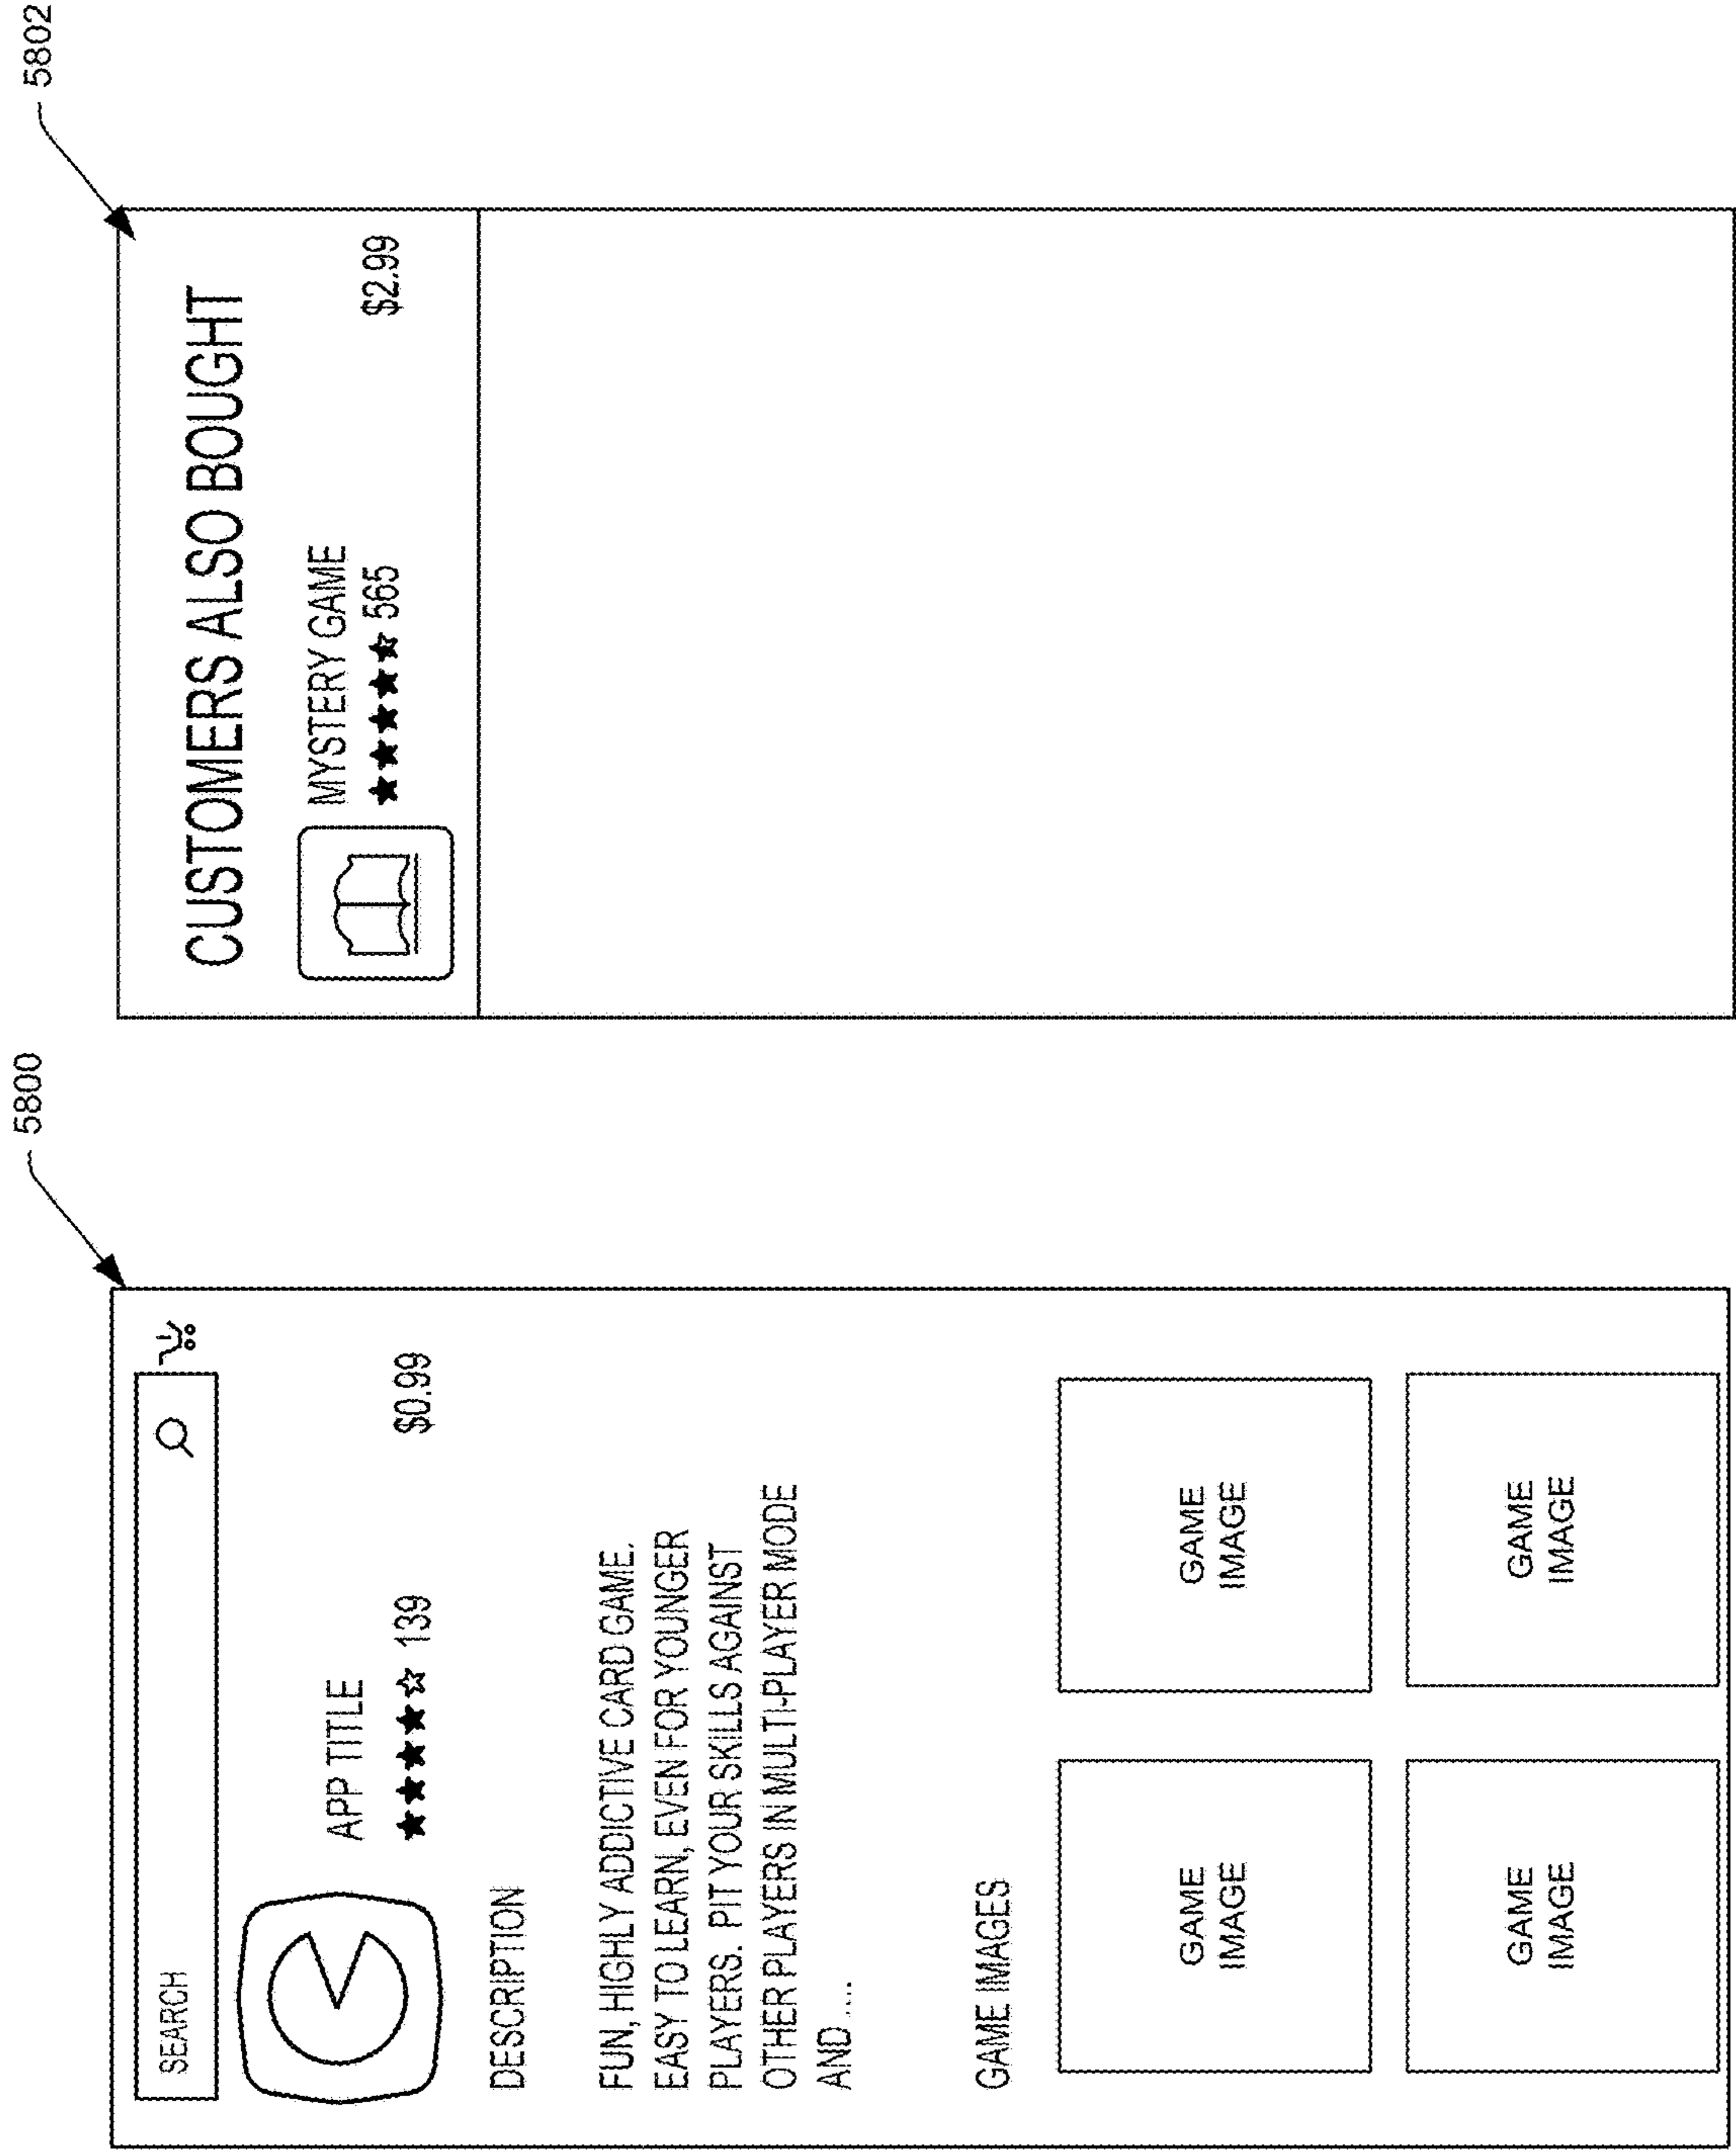 5800
SEARCH
APP TITLE
$0.99
139
DESCRIPTION
FUN, HIGHLY ADDICTIVE CARD GAME.
EASY TO LEARN, EVEN FOR YOUNGER
PLAYERS. PIT YOUR SKILLS AGAINST
OTHER PLAYERS IN MULTI-PLAYER MODE
AND....
GAME IMAGES
GAME
IMAGE
GAME
IMAGE
GAME
IMAGE
GAME
IMAGE
5802
CUSTOMERS ALSO BOUGHT
MYSTERY GAME
565
$2.99